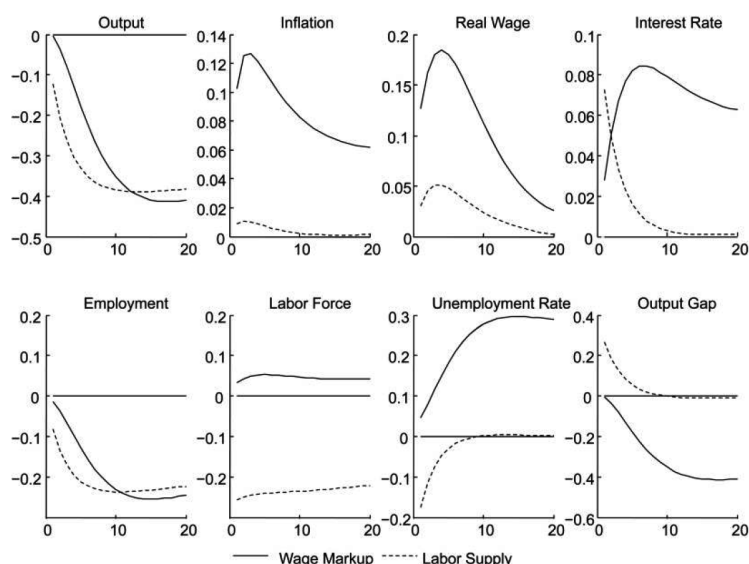 Output Inflation Real Wage Interest Rate
0 −0.1 −0.2 −0.3 −0.4 −0.5 0 10 20
0.14 0.12 0.1 0.08 0.06 0.04 0.02 0 0 10 20
0.2 0.15 0.1 0.05 0 0 10 20
0.1 0.08 0.06 0.04 0.02 0 0 10 20
Employment Labor Force Unemployment Rate Output Gap
0.2 0.1 0 −0.1 −0.2 0 10 20
0.2 0.1 0 −0.1 −0.2 0 10 20
0.3 0.2 0.1 0 −0.1 −0.2 0 10 20
0.4 0.2 0 −0.2 −0.4 −0.6 0 10 20
Wage Markup Labor Supply